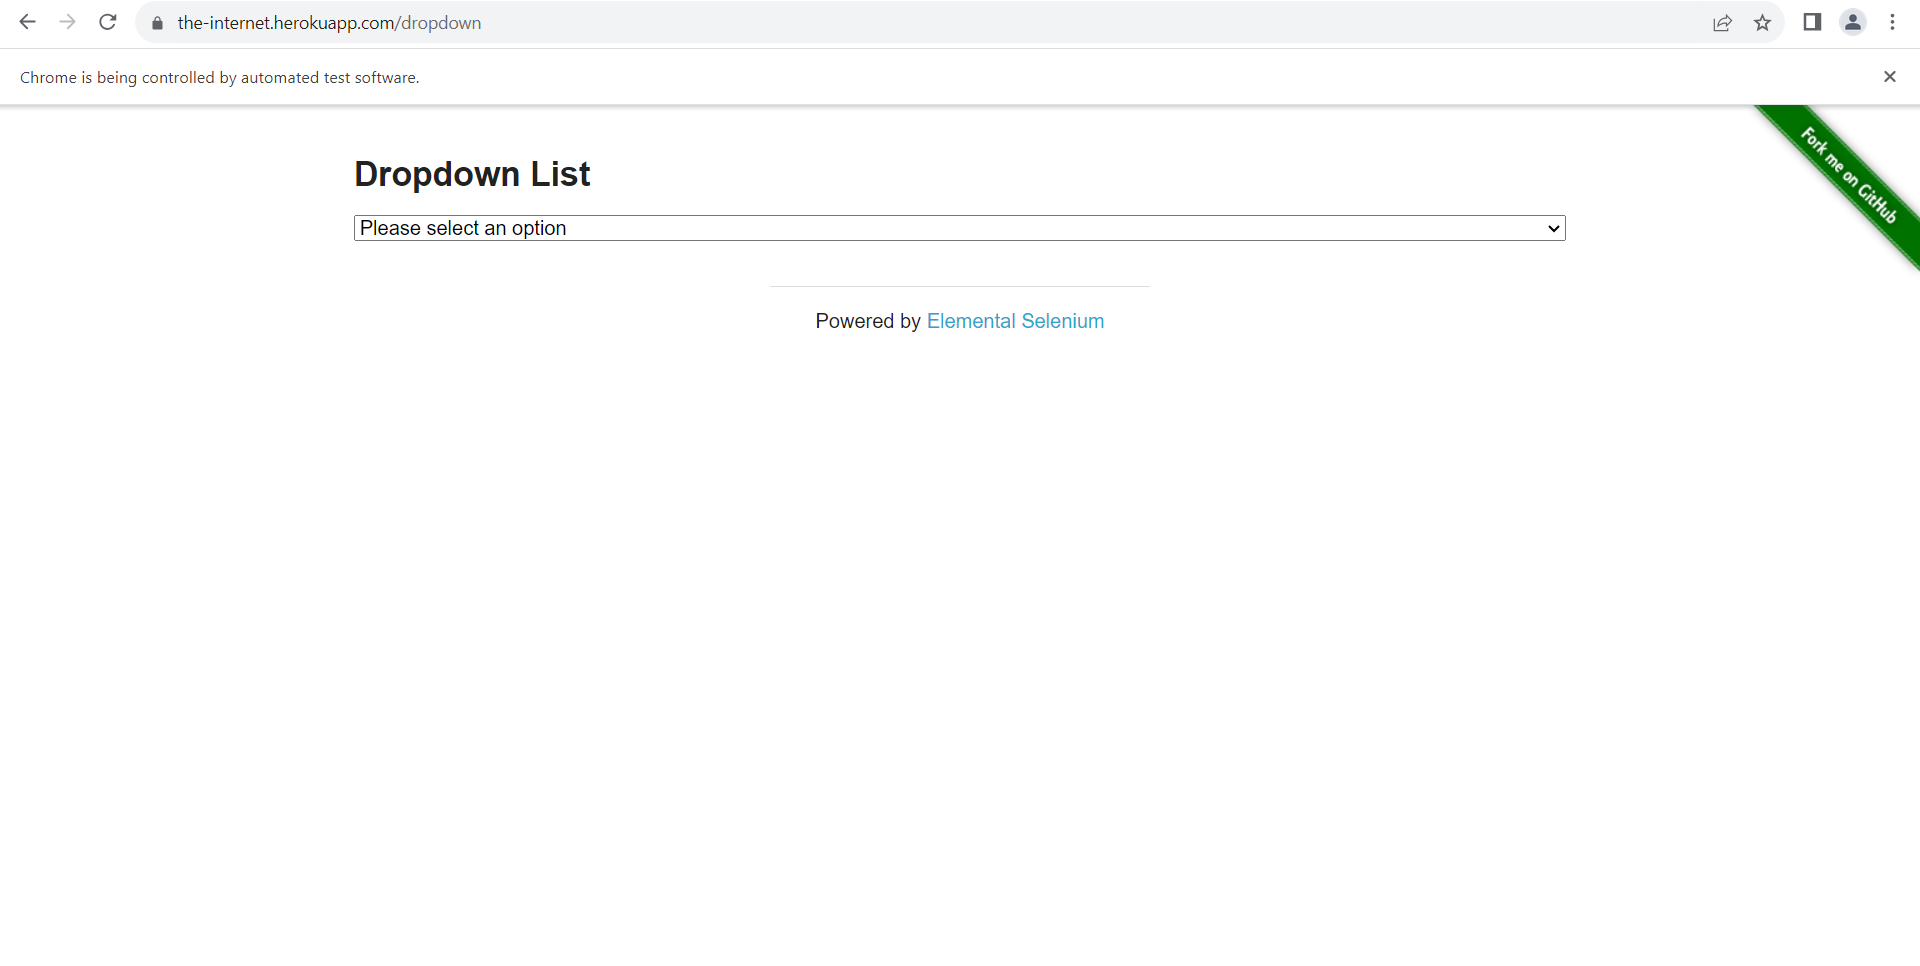 the-internet.herokuapp.com/dropdown
Chrome is being controlled by automated test software.
Fork me on GitHub
Dropdown List
Please select an option
Powered by Elemental Selenium